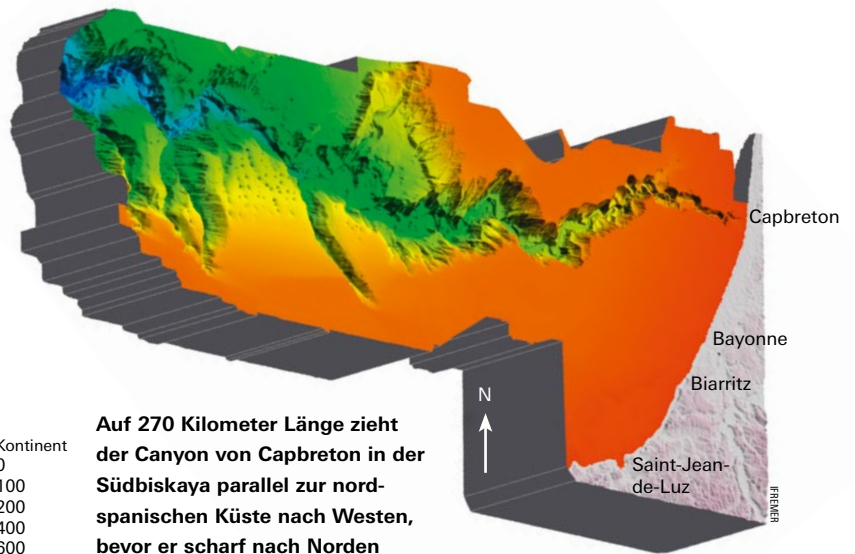 Capbreton
Bayonne
Biarritz
N
Saint-Jean-
de-Luz
IFREMER
Kontinent
0
100
200
400
600
Auf 270 Kilometer Länge zieht
der Canyon von Capbreton in der
Südbiskaya parallel zur nord-
spanischen Küste nach Westen,
bevor er scharf nach Norden